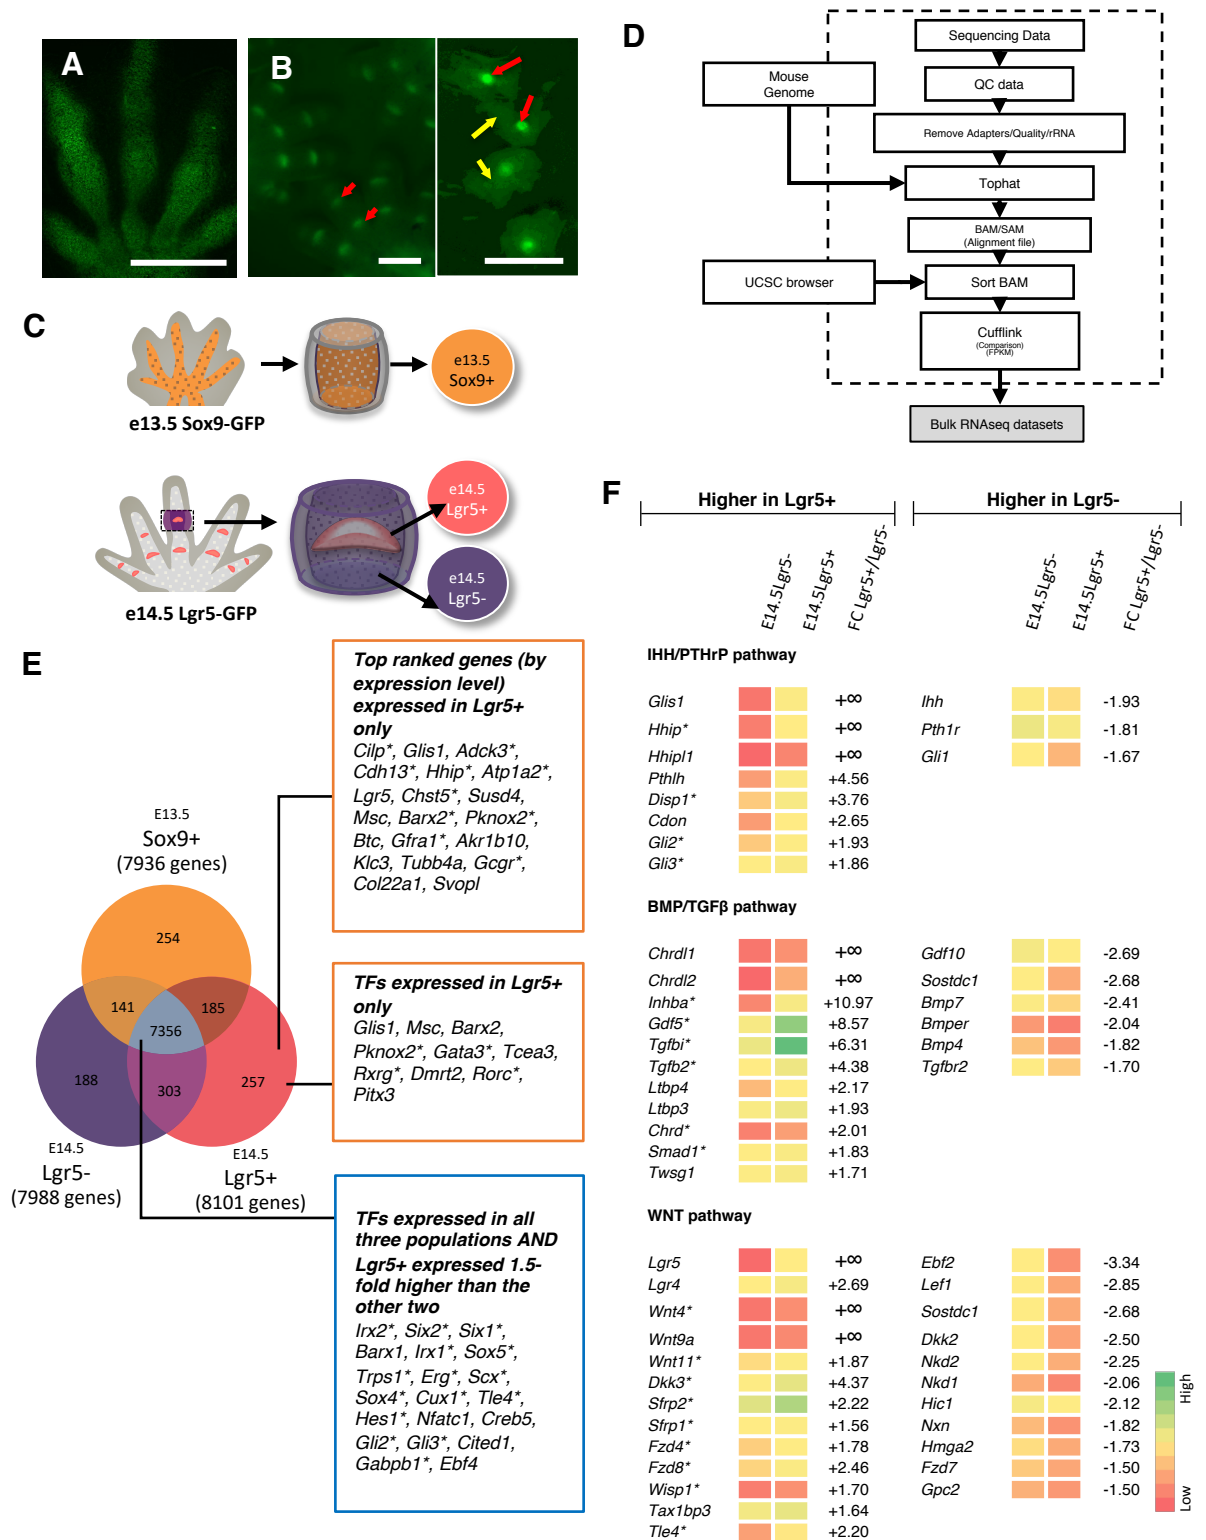 A
B
C
e13.5
Sox9+
e13.5 Sox9-GFP
e14.5
Lgr5+
e14.5
Lgr5-
e14.5 Lgr5-GFP
D
Sequencing Data
Mouse
Genome
QC data
Remove Adapters/Quality/rRNA
Tophat
BAM/SAM
(Alignment file)
UCSC browser
Sort BAM
Cufflink
(Comparison)
(FPKM)
Bulk RNAseq datasets
E
E13.5
Sox9+
(7936 genes)
254
141
185
7356
188
303
257
E14.5
Lgr5-
(7988 genes)
E14.5
Lgr5+
(8101 genes)
Top ranked genes (by
expression level)
expressed in Lgr5+
only
Cilp*, Glis1, Adck3*,
Cdh13*, Hhip*, Atp1a2*,
Lgr5, Chst5*, Susd4,
Msc, Barx2*, Pknox2*,
Btc, Gfra1*, Akr1b10,
Klc3, Tubb4a, Gcgr*,
Col22a1, Svopl
TFs expressed in Lgr5+
only
Glis1, Msc, Barx2,
Pknox2*, Gata3*, Tcea3,
Rxrg*, Dmrt2, Rorc*,
Pitx3
TFs expressed in all
three populations AND
Lgr5+ expressed 1.5-
fold higher than the
other two
Irx2*, Six2*, Six1*,
Barx1, Irx1*, Sox5*,
Trps1*, Erg*, Scx*,
Sox4*, Cux1*, Tle4*,
Hes1*, Nfatc1, Creb5,
Gli2*, Gli3*, Cited1,
Gabpb1*, Ebf4
F
Higher in Lgr5+
Higher in Lgr5-
E14.5Lgr5-
E14.5Lgr5+
FC Lgr5+/Lgr5-
E14.5Lgr5-
E14.5Lgr5+
FC Lgr5+/Lgr5-
IHH/PTHrP pathway
Glis1 +∞
Hhip* +∞
Hhipl1 +∞
Pthlh +4.56
Disp1* +3.76
Cdon +2.65
Gli2* +1.93
Gli3* +1.86
Ihh -1.93
Pth1r -1.81
Gli1 -1.67
BMP/TGFβ pathway
Chrdl1 +∞
Chrdl2 +∞
Inhba* +10.97
Gdf5* +8.57
Tgfbi* +6.31
Tgfb2* +4.38
Ltbp4 +2.17
Ltbp3 +1.93
Chrd* +2.01
Smad1* +1.83
Twsg1 +1.71
Gdf10 -2.69
Sostdc1 -2.68
Bmp7 -2.41
Bmper -2.04
Bmp4 -1.82
Tgfbr2 -1.70
WNT pathway
Lgr5 +∞
Lgr4 +2.69
Wnt4* +∞
Wnt9a +∞
Wnt11* +1.87
Dkk3* +4.37
Sfrp2* +2.22
Sfrp1* +1.56
Fzd4* +1.78
Fzd8* +2.46
Wisp1* +1.70
Tax1bp3 +1.64
Tle4* +2.20
Ebf2 -3.34
Lef1 -2.85
Sostdc1 -2.68
Dkk2 -2.50
Nkd2 -2.25
Nkd1 -2.06
Hic1 -2.12
Nxn -1.82
Hmga2 -1.73
Fzd7 -1.50
Gpc2 -1.50
High
Low